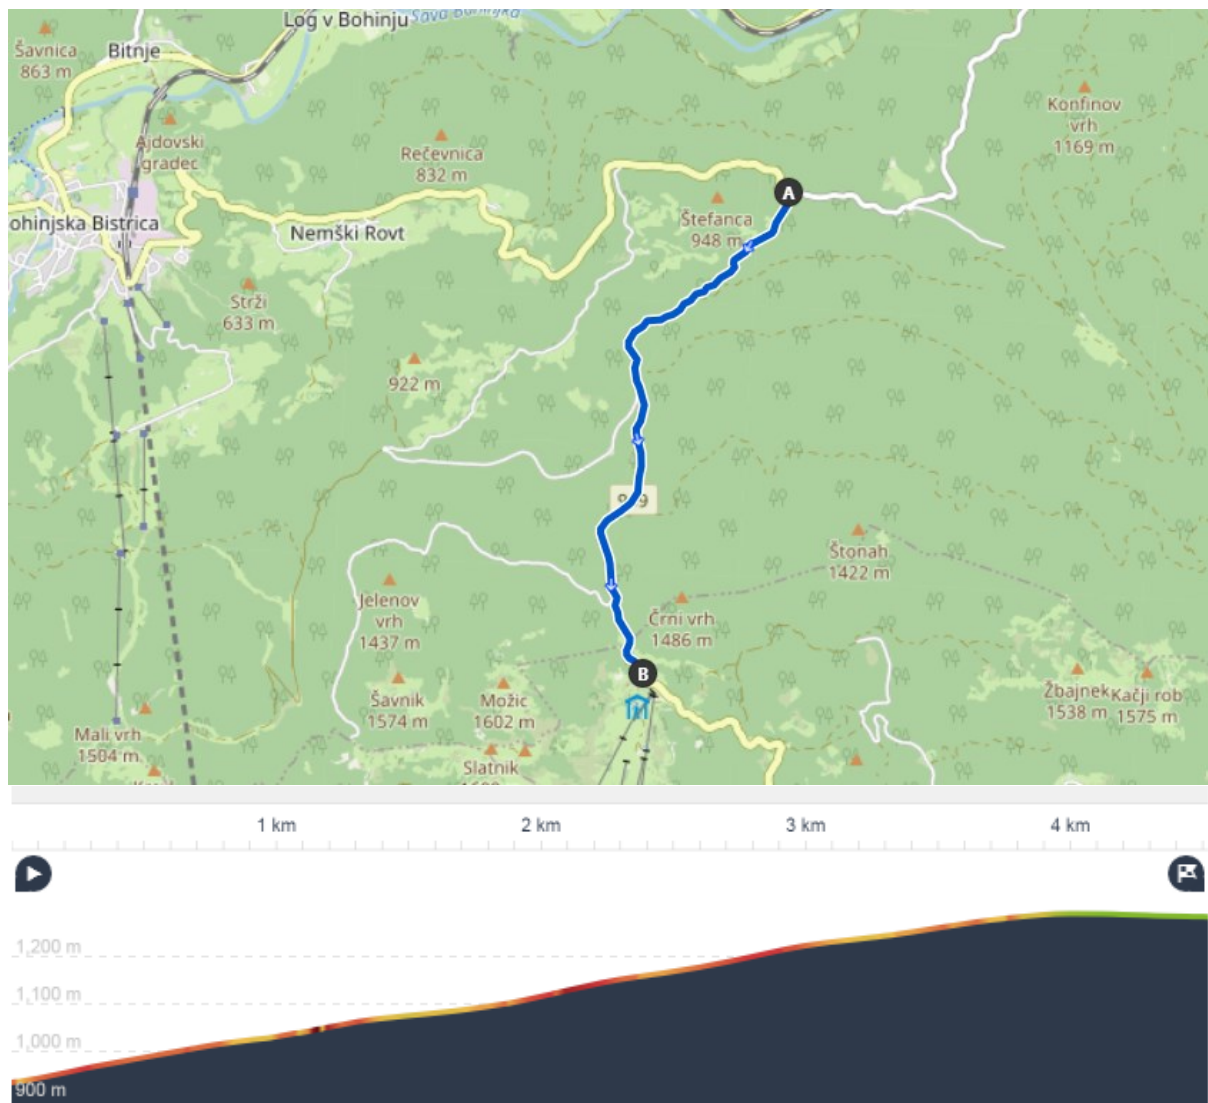 Log v Bohinju
Sava Bohinjka
Šavnica
863 m
Bitnje
Ajdovski
gradec
Rečevnica
832 m
Konfinov
vrh
1169 m
A
Štefanca
948 m
ohinjska Bistrica
Nemški Rovt
Strži
633 m
922 m
Štonah
1422 m
Jelenov
vrh
1437 m
Črni vrh
1486 m
B
Šavnik
1574 m
Možic
1602 m
Žbajnek
1538 m
Kačji rob
1575 m
Mali vrh
1504 m
Slatnik
1 km
2 km
3 km
4 km
1,200 m
1,100 m
1,000 m
900 m